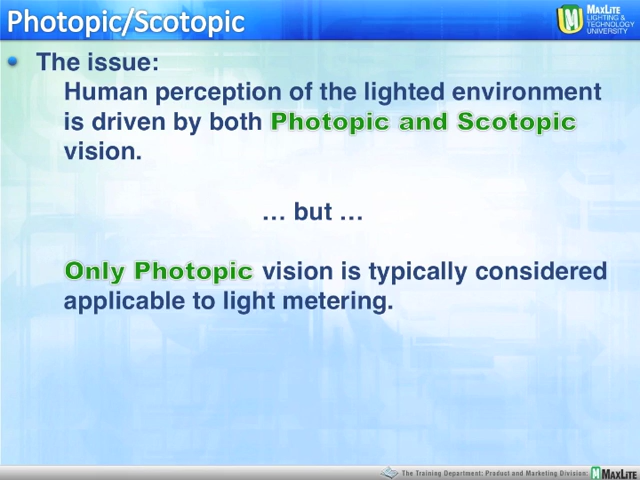 Photopic/Scotopic
MAXLITE
LIGHTING &
TECHNOLOGY
UNIVERSITY
• The issue:
Human perception of the lighted environment
is driven by both Photopic and Scotopic
vision.
… but …
Only Photopic vision is typically considered
applicable to light metering.
The Training Department: Product and Marketing Division: MAXLITE